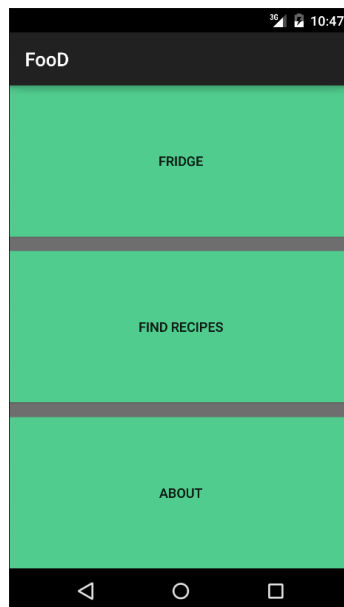 3G 10:47
FooD
FRIDGE
FIND RECIPES
ABOUT